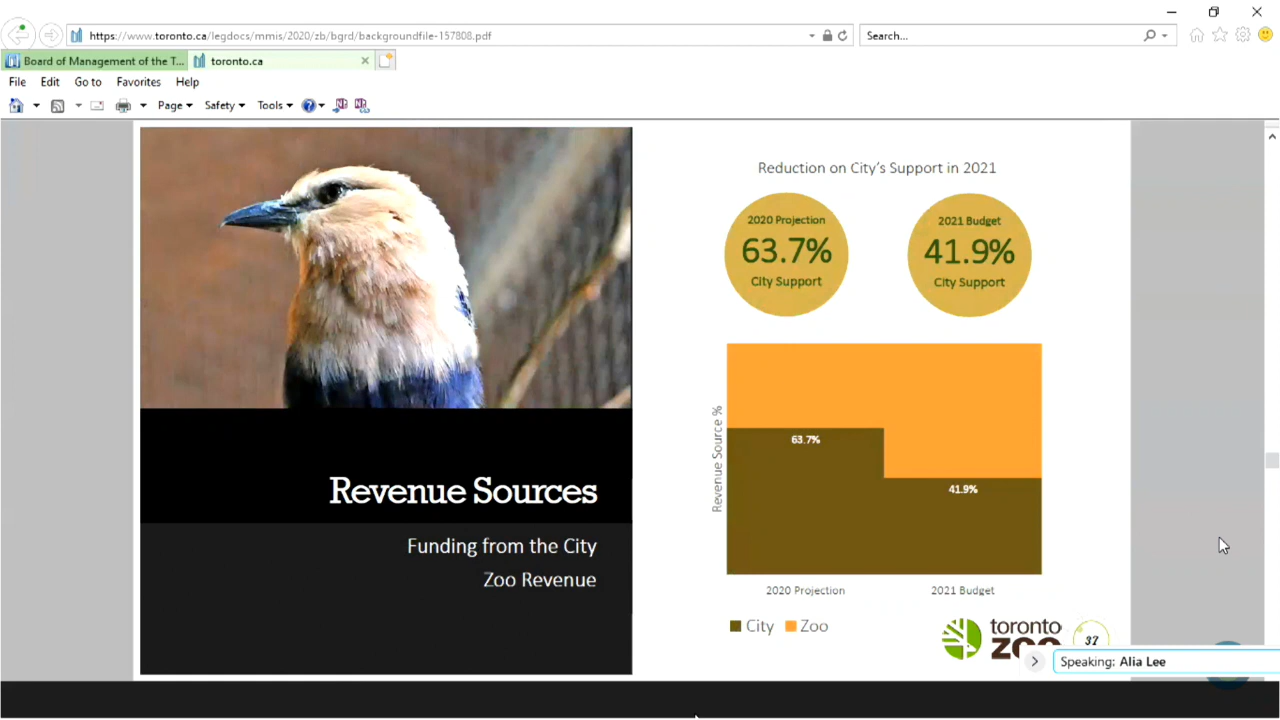 https://www.toronto.ca/legdocs/mmis/2020/zb/bgrd/backgroundfile-157808.pdf
Search...
Board of Management of the T...
toronto.ca
File Edit Go to Favorites Help
Page Safety Tools
Revenue Sources
Funding from the City
Zoo Revenue
Reduction on City's Support in 2021
2020 Projection
63.7%
City Support
2021 Budget
41.9%
City Support
Revenue Source %
63.7%
41.9%
2020 Projection
2021 Budget
City Zoo
toronto
37
Speaking: Alia Lee